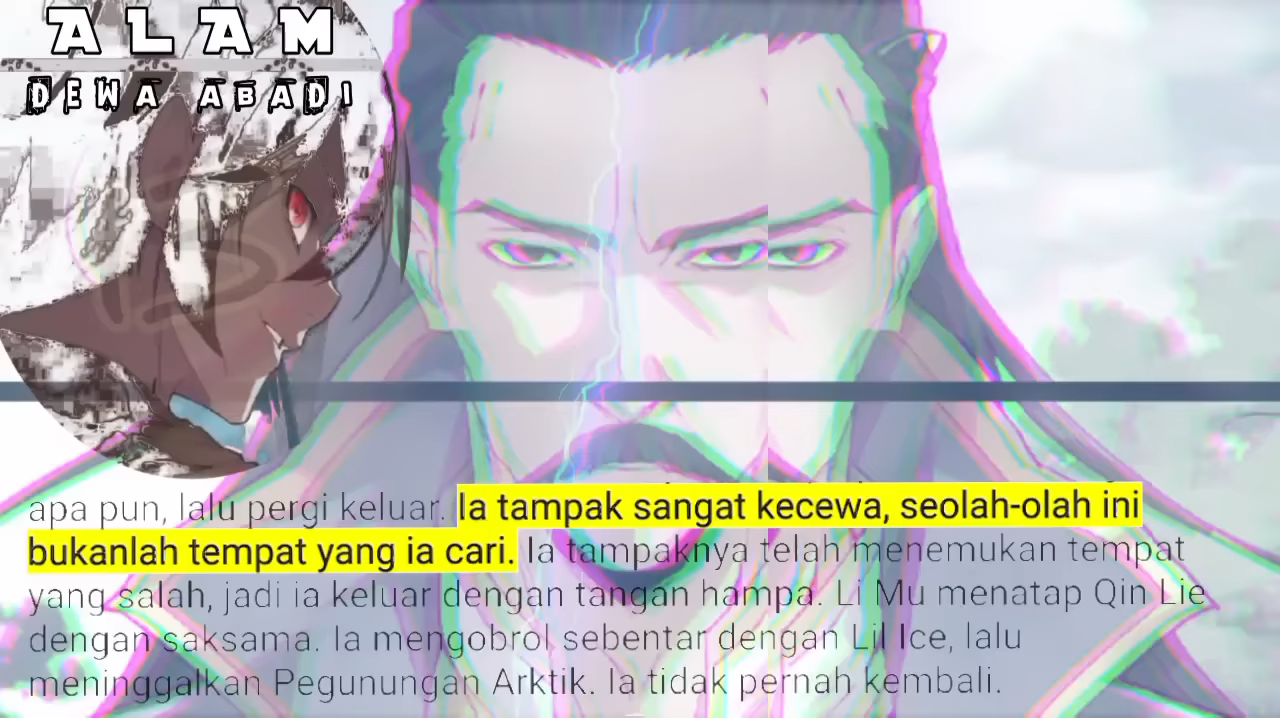 ALAM
DEWA ABADI
apa pun, lalu pergi keluar. Ia tampak sangat kecewa, seolah-olah ini
bukanlah tempat yang ia cari. Ia tampaknya telah menemukan tempat
yang salah, jadi ia keluar dengan tangan hampa. Li Mu menatap Qin Lie
dengan saksama. Ia mengobrol sebentar dengan Lil Ice, lalu
meninggalkan Pegunungan Arktik. Ia tidak pernah kembali.